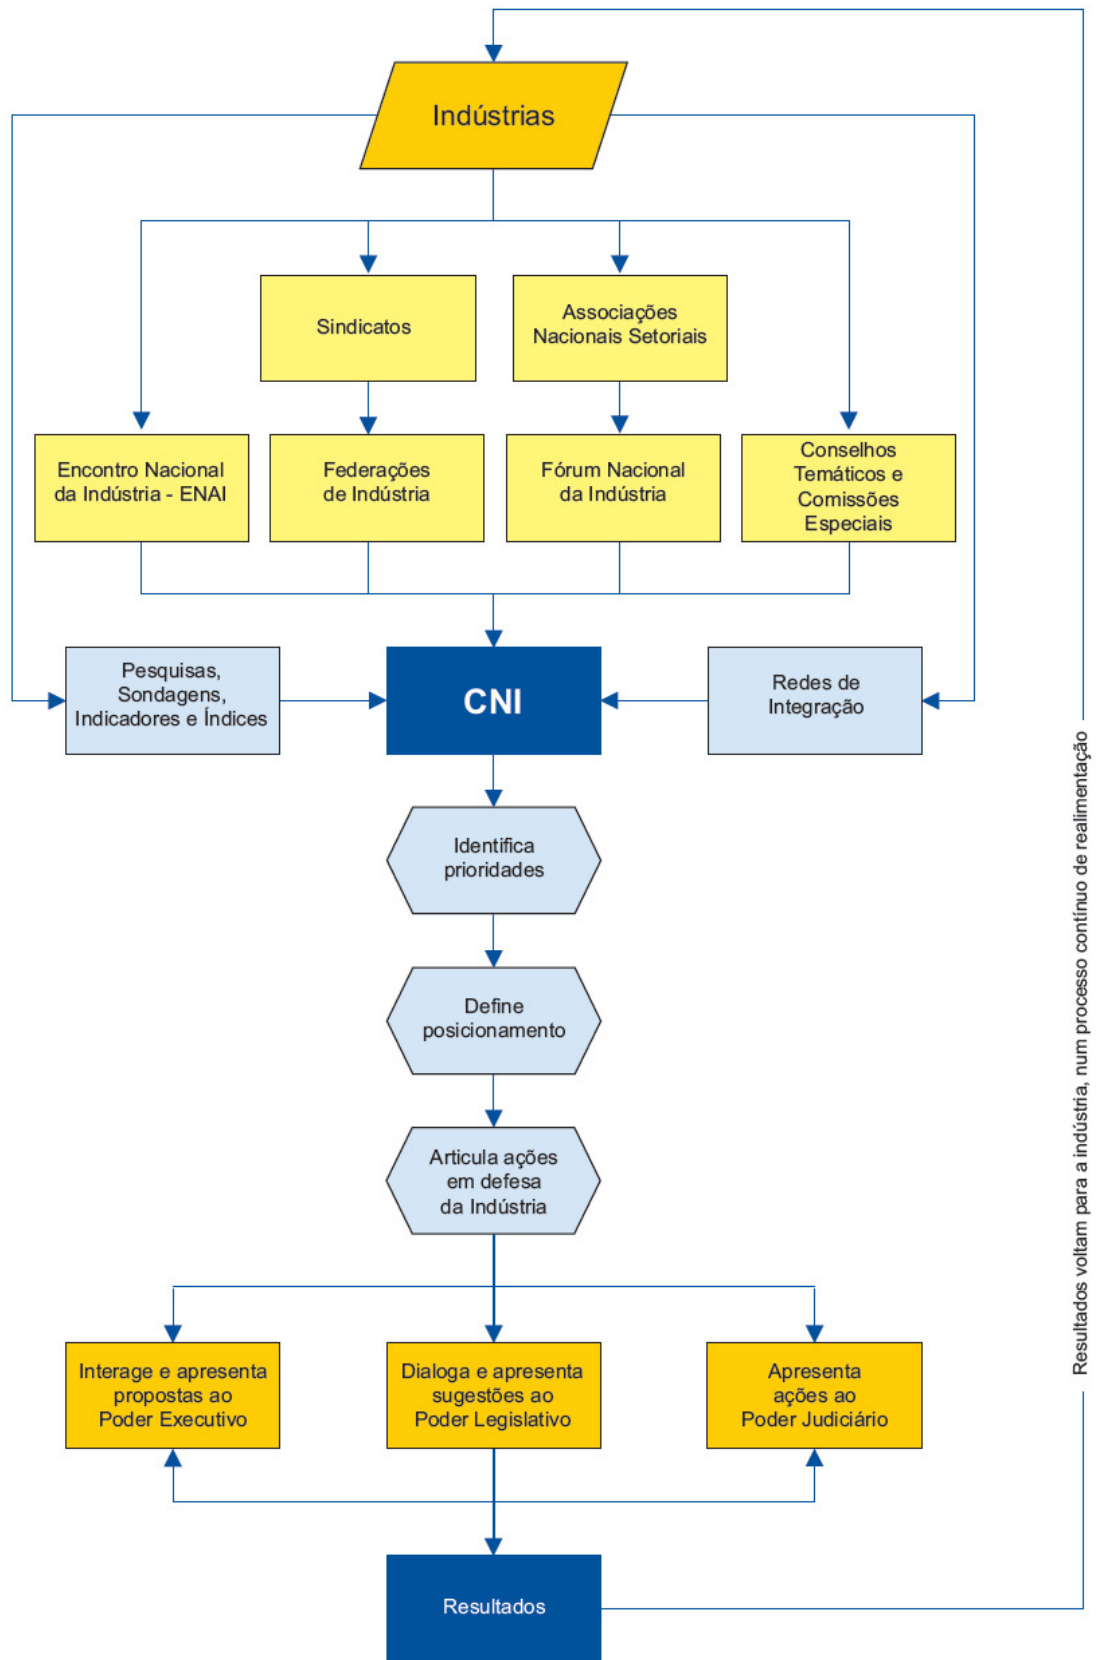 Indústrias
Sindicatos
Associações
Nacionais Setoriais
Encontro Nacional
da Indústria - ENAI
Federações
de Indústria
Fórum Nacional
da Indústria
Conselhos
Temáticos e
Comissões
Especiais
Pesquisas,
Sondagens,
Indicadores e Índices
CNI
Redes de
Integração
Identifica
prioridades
Define
posicionamento
Articula ações
em defesa
da Indústria
Interage e apresenta
propostas ao
Poder Executivo
Dialoga e apresenta
sugestões ao
Poder Legislativo
Apresenta
ações ao
Poder Judiciário
Resultados
Resultados voltam para a indústria, num processo contínuo de realimentação